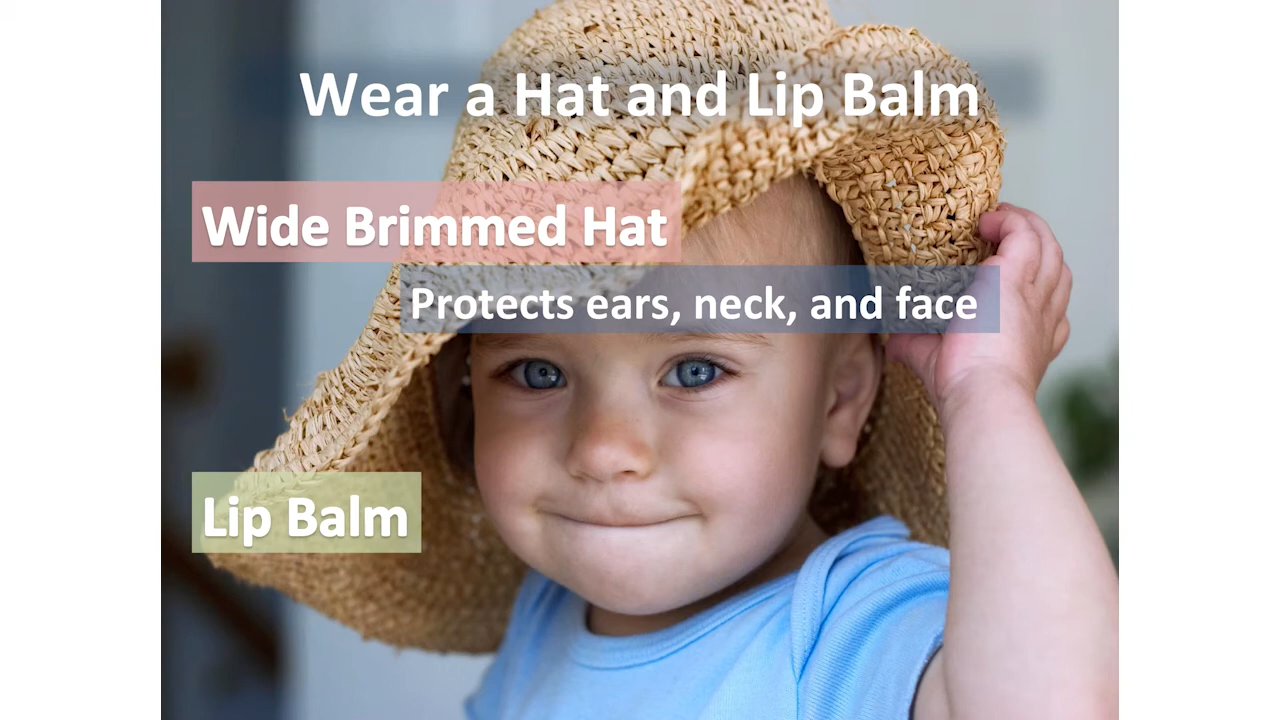 Wear a Hat and Lip Balm
Wide Brimmed Hat
Protects ears, neck, and face
Lip Balm